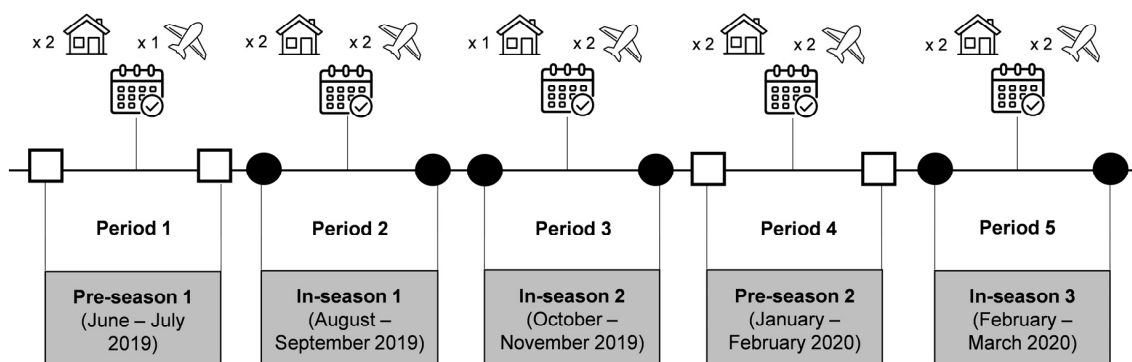 x 2 x 1 x 2 x 2 x 1 x 2 x 2 x 2 x 2 x 2
Period 1 Period 2 Period 3 Period 4 Period 5
Pre-season 1
(June – July
2019)
In-season 1
(August –
September 2019)
In-season 2
(October –
November 2019)
Pre-season 2
(January –
February 2020)
In-season 3
(February –
March 2020)